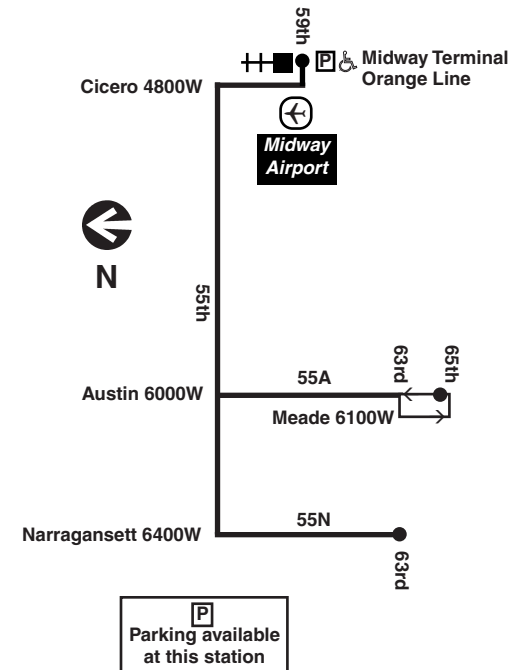 59th
P
Midway Terminal
Orange Line
Cicero 4800W
Midway
Airport
N
55th
63rd
65th
55A
Austin 6000W
Meade 6100W
55N
Narragansett 6400W
63rd
P
Parking available
at this station